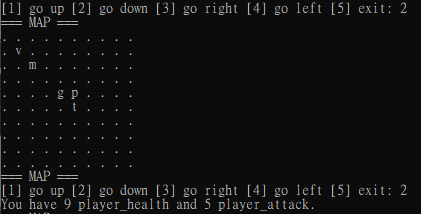 [1] go up [2] go down [3] go right [4] go left [5] exit: 2
=== MAP ===
. . . . . . . . . .
. v . . . . . . . .
. . m . . . . . . .
. . . . . . . . . .
. . . . g p . . . .
. . . . . t . . . .
. . . . . . . . . .
. . . . . . . . . .
. . . . . . . . . .
. . . . . . . . . .
=== MAP ===
[1] go up [2] go down [3] go right [4] go left [5] exit: 2
You have 9 player_health and 5 player_attack.